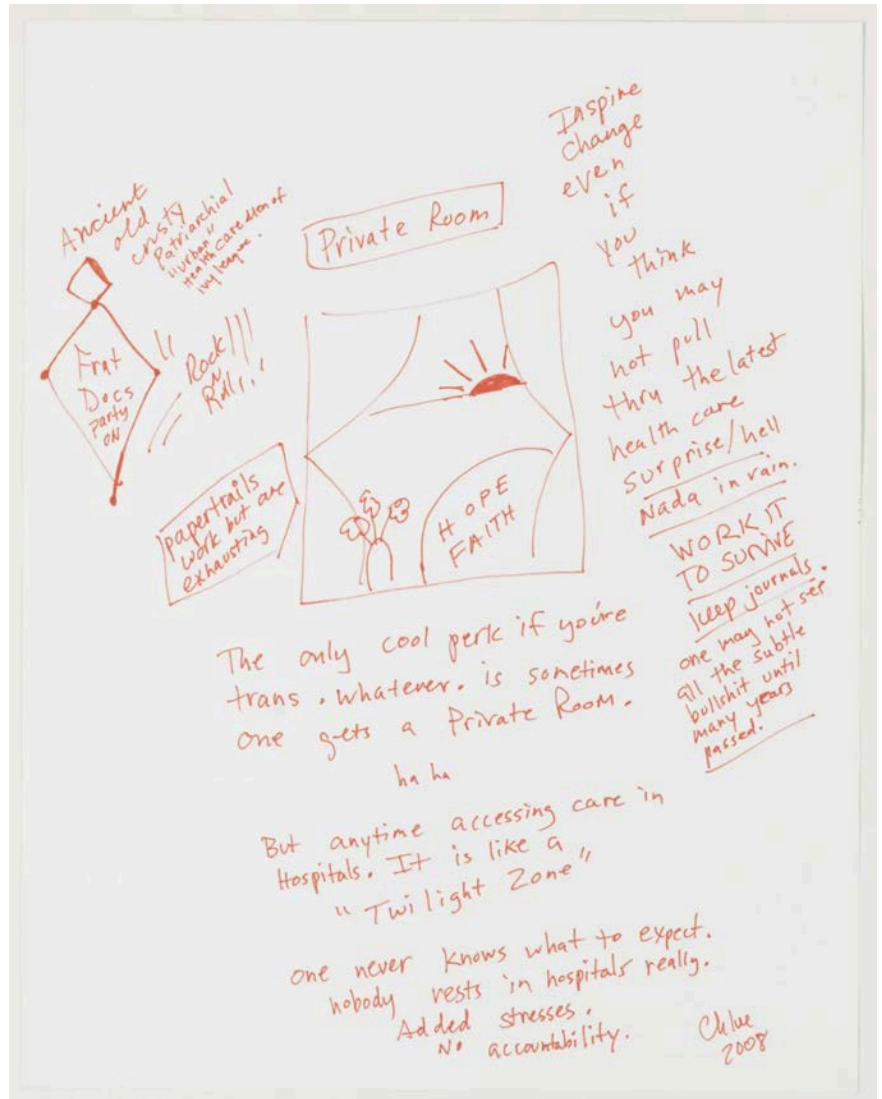 Ancient
old
crusty
Patriarchial
"urban"
Healthcare Men of
ivy league.
Frat
Docs
party
ON
"Rock!!!
n
Roll!."
Private Room
HOPE
FAITH
papertrails
work but are
exhausting
Inspire
change
even
if
you
think
you may
not pull
thru the latest
health care
surprise/hell
Nada in vain.
WORK IT
TO SURVIVE
keep journals.
one may not see
all the subtle
bullshit until
many years
passed.
The only cool perk if you're
trans. whatever. is sometimes
one gets a Private Room.
ha ha
But anytime accessing care in
Hospitals. It is like a
"Twilight Zone"
one never knows what to expect.
nobody rests in hospitals really.
Added stresses.
No accountability.
Chloe
2008